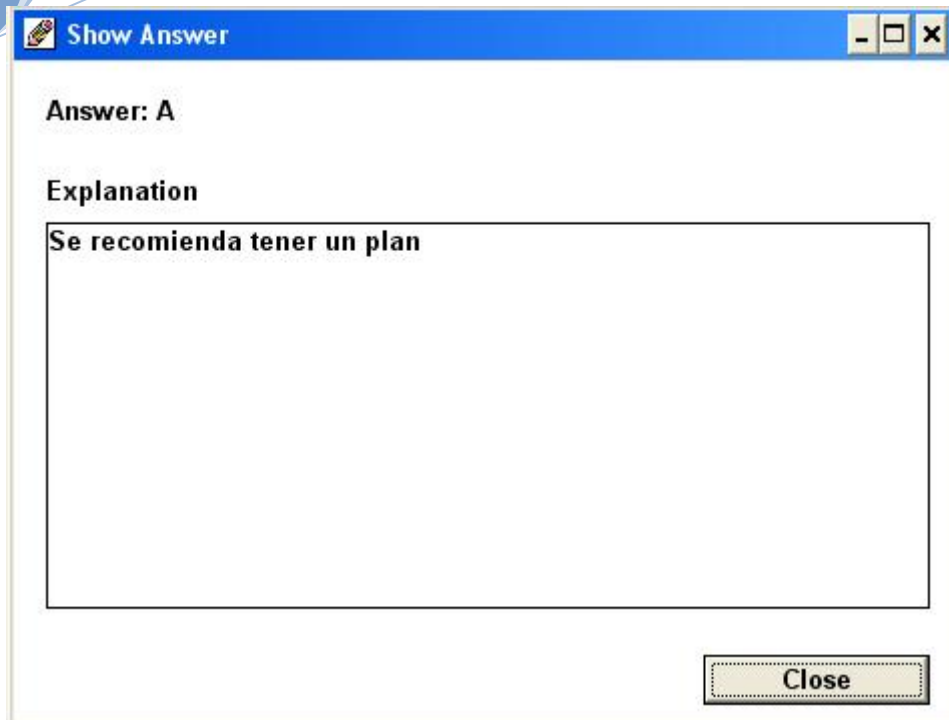 Show Answer
Answer: A
Explanation
Se recomienda tener un plan
Close